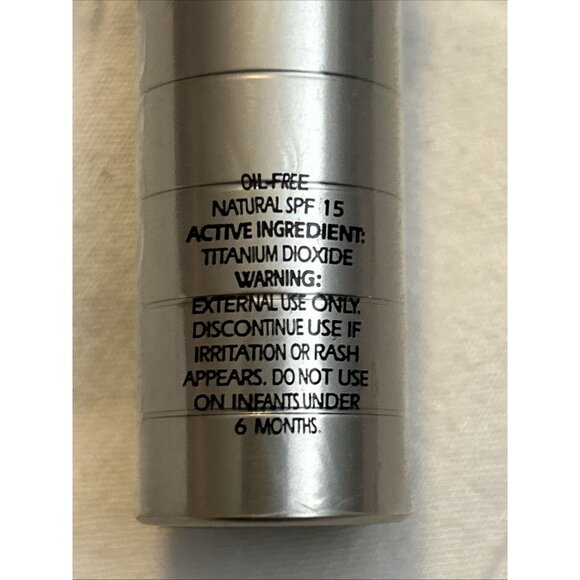 OIL-FREE
NATURAL SPF 15
ACTIVE INGREDIENT:
TITANIUM DIOXIDE
WARNING:
EXTERNAL USE ONLY.
DISCONTINUE USE IF
IRRITATION OR RASH
APPEARS. DO NOT USE
ON INFANTS UNDER
6 MONTHS.